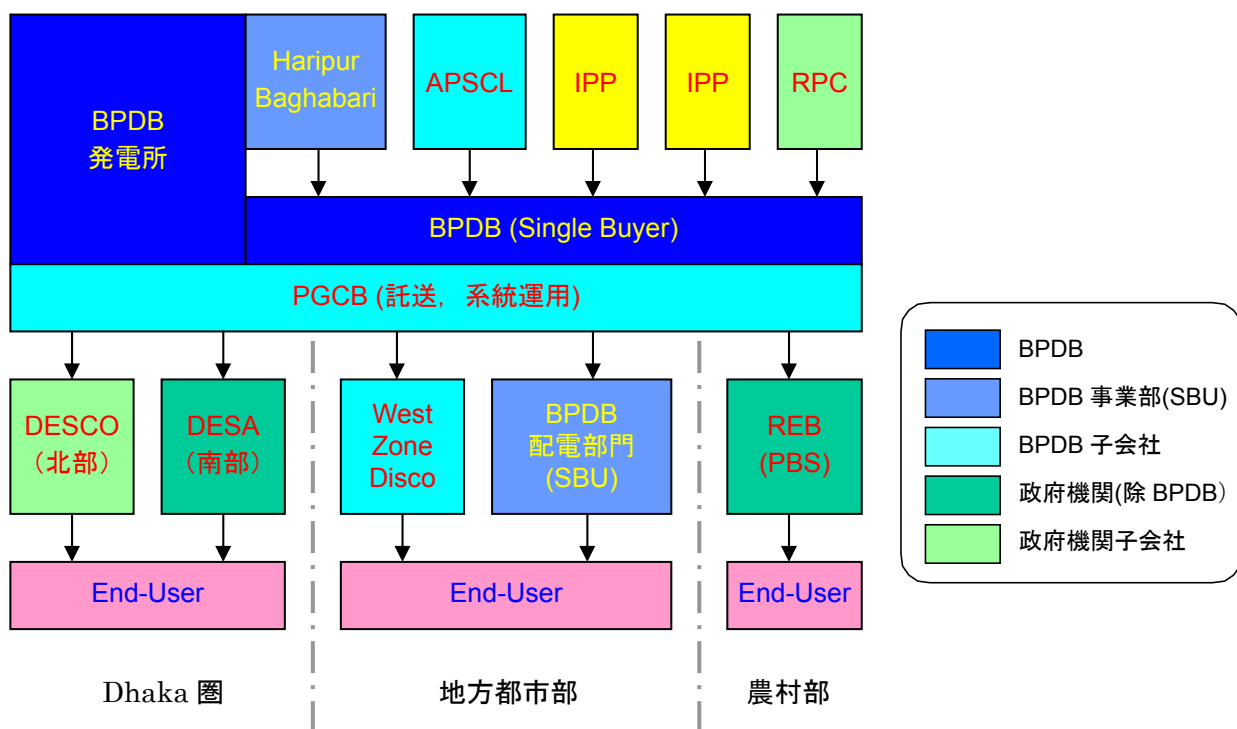 BPDB
発電所
Haripur
Baghabari
APSCL
IPP
IPP
RPC
BPDB (Single Buyer)
PGCB (託送，系統運用)
DESCO
（北部）
DESA
（南部）
West
Zone
Disco
BPDB
配電部門
(SBU)
REB
(PBS)
End-User
End-User
End-User
Dhaka 圏
地方都市部
農村部
BPDB
BPDB 事業部(SBU)
BPDB 子会社
政府機関(除 BPDB）
政府機関子会社